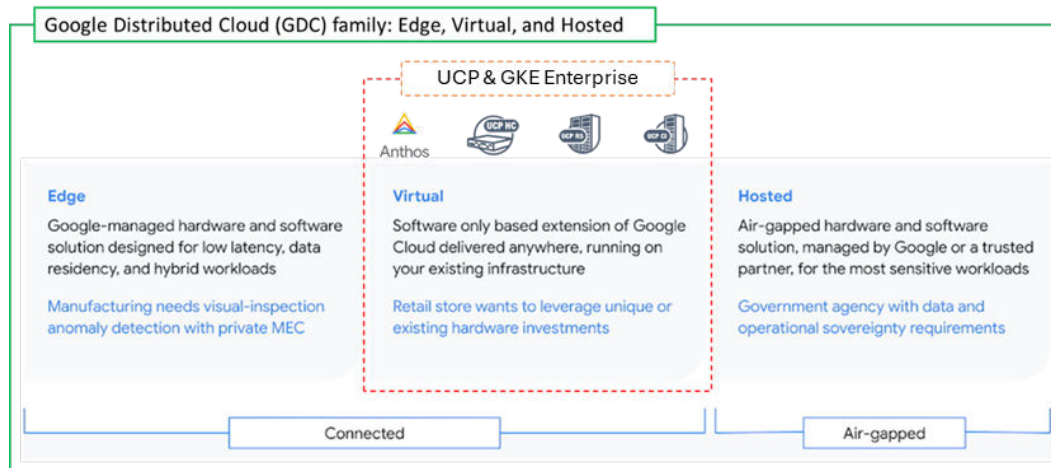 Google Distributed Cloud (GDC) family: Edge, Virtual, and Hosted
UCP & GKE Enterprise
Anthos
UCP HC
UCP RS
UCP CI
Edge
Google-managed hardware and software
solution designed for low latency, data
residency, and hybrid workloads
Manufacturing needs visual-inspection
anomaly detection with private MEC
Virtual
Software only based extension of Google
Cloud delivered anywhere, running on
your existing infrastructure
Retail store wants to leverage unique or
existing hardware investments
Hosted
Air-gapped hardware and software
solution, managed by Google or a trusted
partner, for the most sensitive workloads
Government agency with data and
operational sovereignty requirements
Connected
Air-gapped